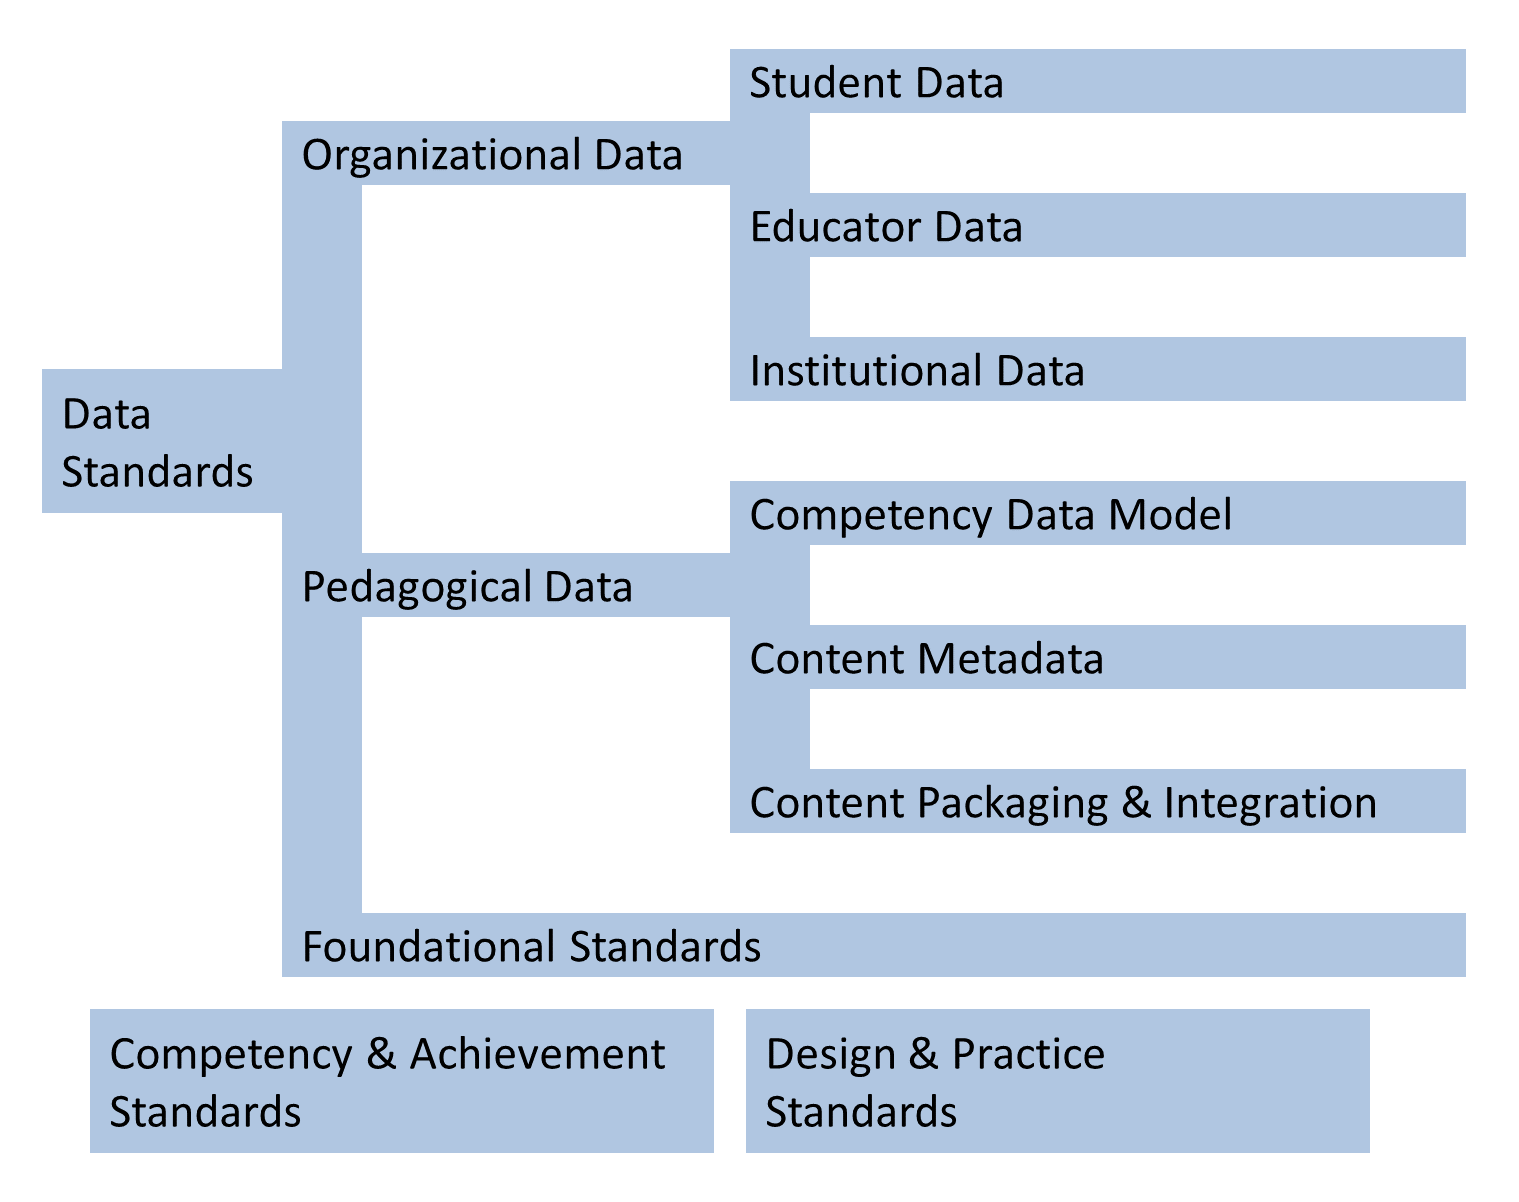 Student Data
Organizational Data
Educator Data
Institutional Data
Data
Standards
Competency Data Model
Pedagogical Data
Content Metadata
Content Packaging & Integration
Foundational Standards
Competency & Achievement
Standards
Design & Practice
Standards